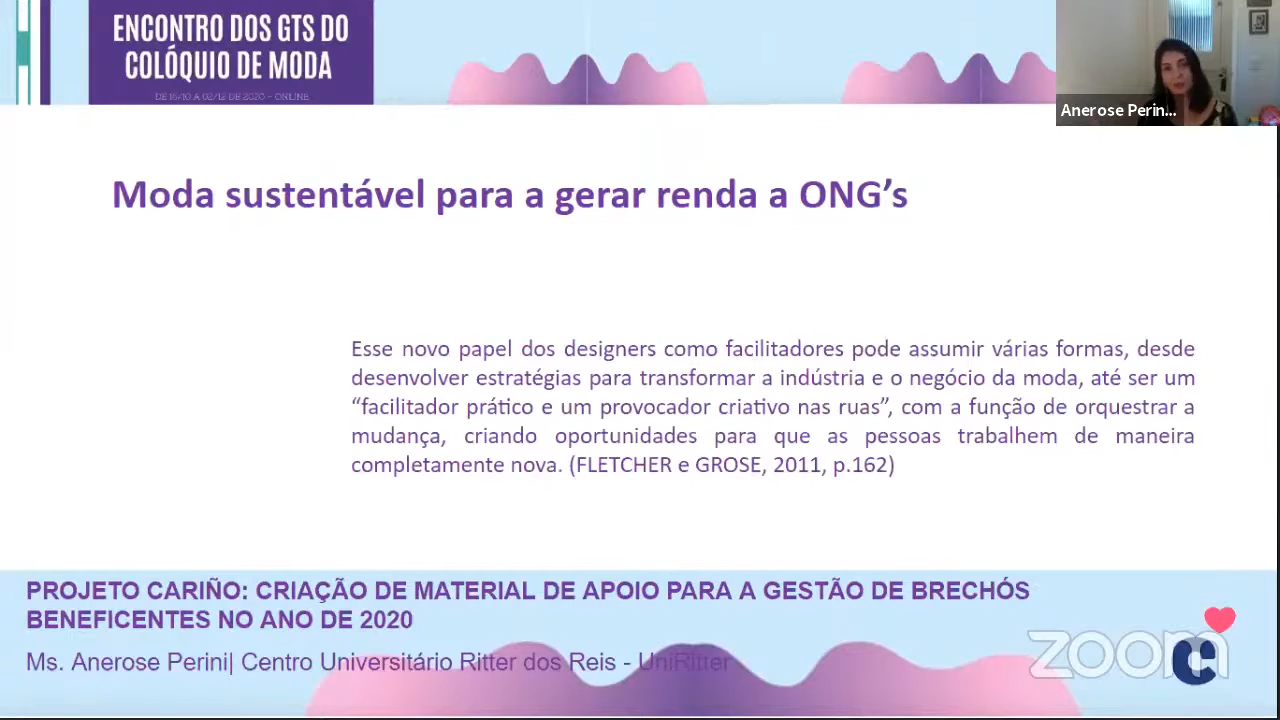 ENCONTRO DOS GTS DO
COLÓQUIO DE MODA
DE 16/10 A 02/12 DE 2020 - ONLINE
Anerose Perin...
Moda sustentável para a gerar renda a ONG’s
Esse novo papel dos designers como facilitadores pode assumir várias formas, desde
desenvolver estratégias para transformar a indústria e o negócio da moda, até ser um
“facilitador prático e um provocador criativo nas ruas”, com a função de orquestrar a
mudança, criando oportunidades para que as pessoas trabalhem de maneira
completamente nova. (FLETCHER e GROSE, 2011, p.162)
PROJETO CARIÑO: CRIAÇÃO DE MATERIAL DE APOIO PARA A GESTÃO DE BRECHÓS
BENEFICENTES NO ANO DE 2020
Ms. Anerose Perini| Centro Universitário Ritter dos Reis - UniRitter
zoom
C